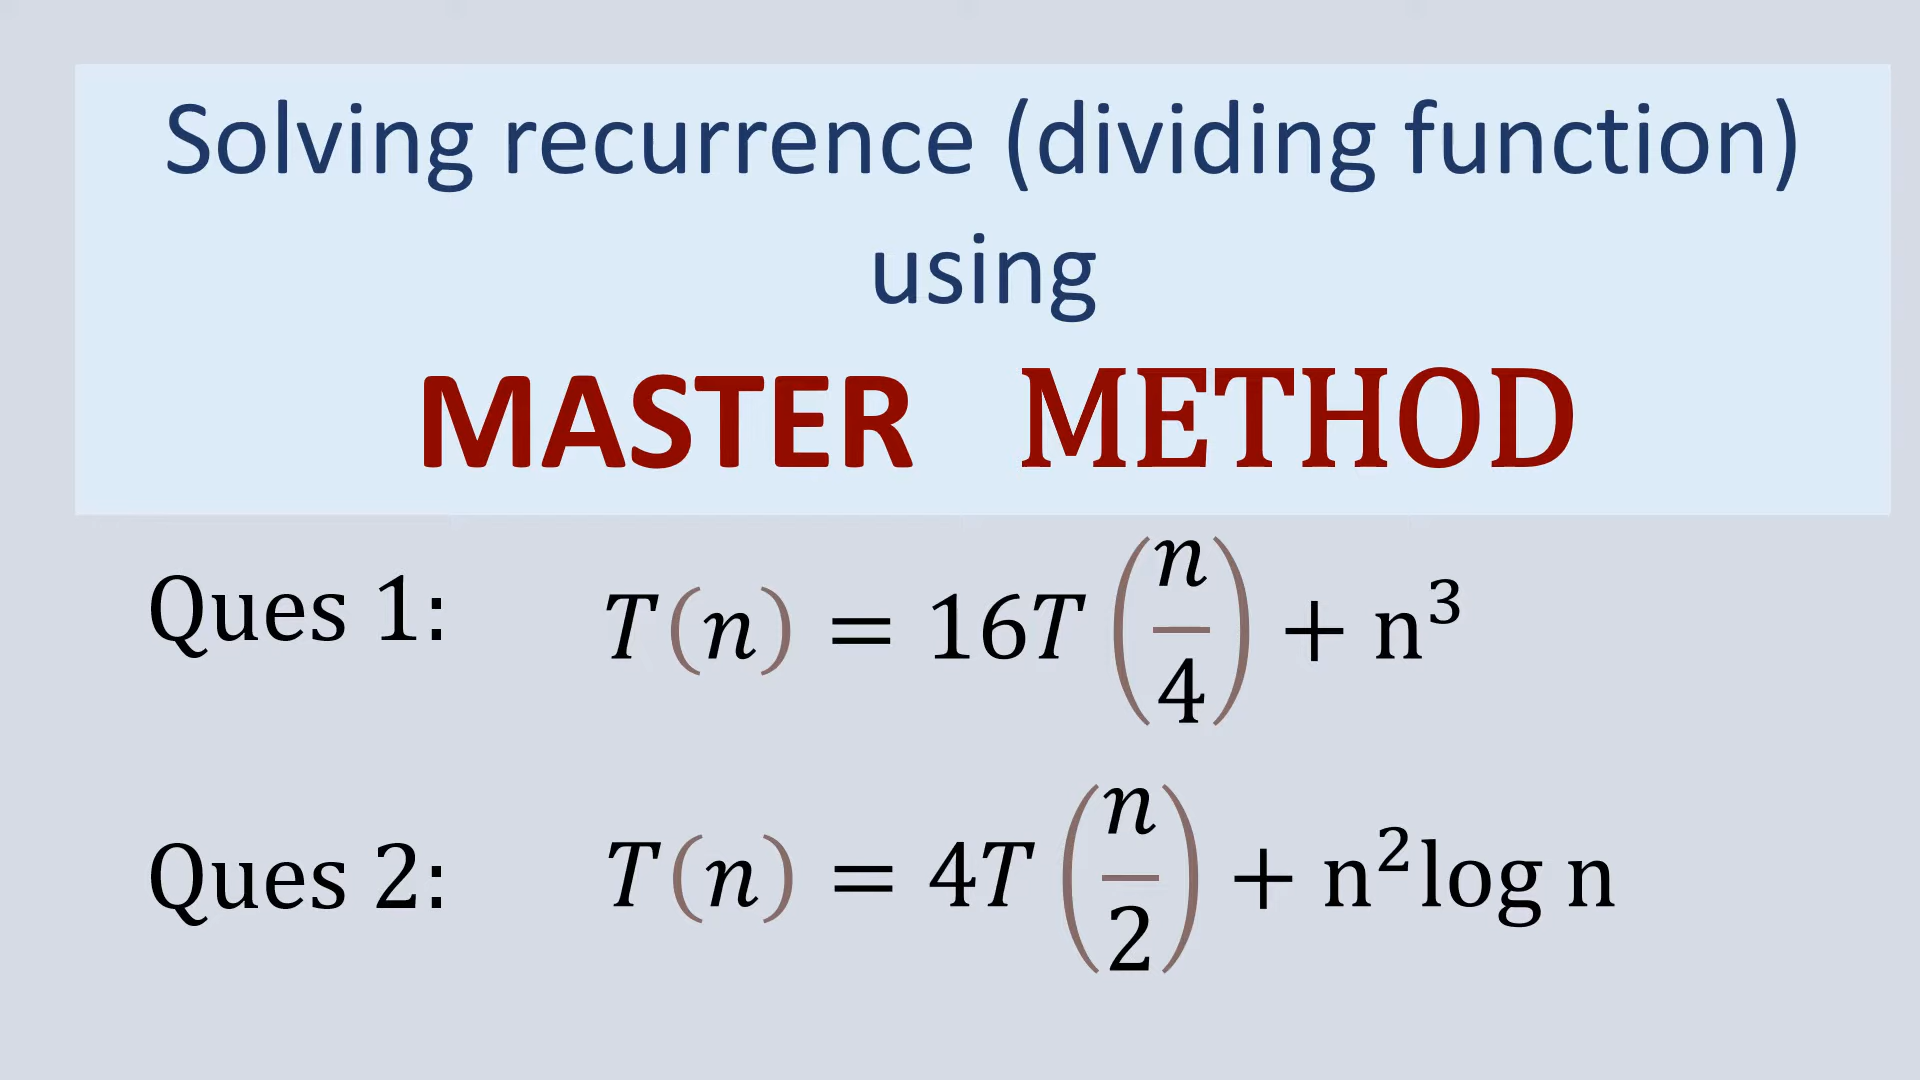 Solving recurrence (dividing function)
using
MASTER METHOD
Ques 1: T(n) = 16T(n/4) + n³
Ques 2: T(n) = 4T(n/2) + n²log n